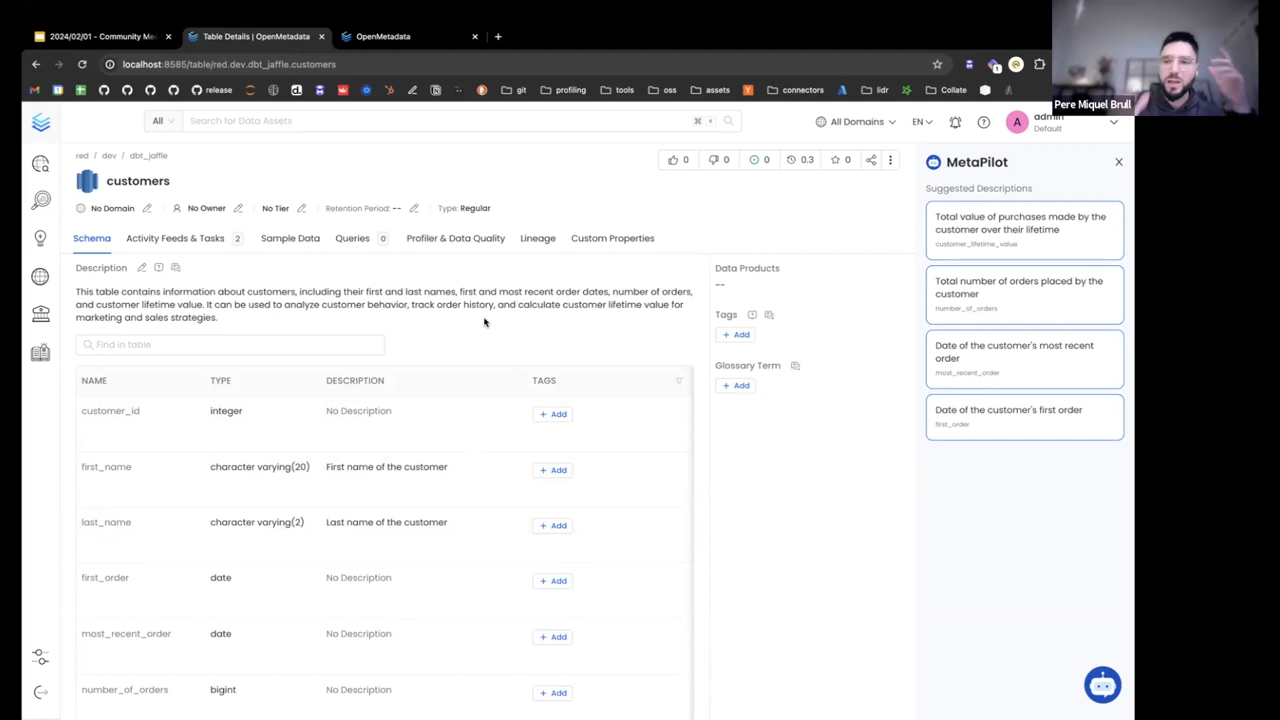 2024/02/01 - Community Me
Table Details | OpenMetadata
OpenMetadata
localhost:8585/table/red.dev.dbt_jaffle.customers
release
git
profiling
tools
oss
assets
connectors
lidr
Collate
Pere Miquel Brull
All
Search for Data Assets
⌘ K
All Domains
EN
A
admin
Default
red / dev / dbt_jaffle
customers
0
0
0
0.3
0
No Domain
No Owner
No Tier
Retention Period: --
Type: Regular
Schema
Activity Feeds & Tasks 2
Sample Data
Queries 0
Profiler & Data Quality
Lineage
Custom Properties
Description
This table contains information about customers, including their first and last names, first and most recent order dates, number of orders,
and customer lifetime value. It can be used to analyze customer behavior, track order history, and calculate customer lifetime value for
marketing and sales strategies.
Find in table
NAME TYPE DESCRIPTION TAGS
customer_id integer No Description + Add
first_name character varying(20) First name of the customer + Add
last_name character varying(2) Last name of the customer + Add
first_order date No Description + Add
most_recent_order date No Description + Add
number_of_orders bigint No Description + Add
Data Products
--
Tags
+ Add
Glossary Term
+ Add
MetaPilot
Suggested Descriptions
Total value of purchases made by the
customer over their lifetime
customer_lifetime_value
Total number of orders placed by the
customer
number_of_orders
Date of the customer's most recent
order
most_recent_order
Date of the customer's first order
first_order